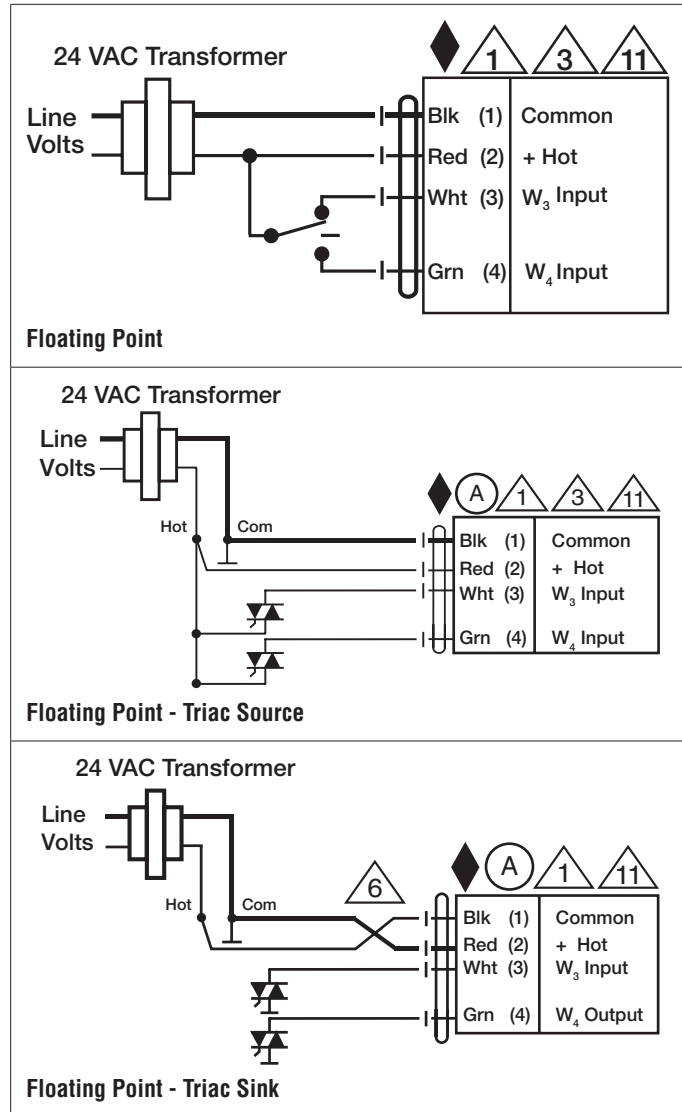 24 VAC Transformer
1 3 11
Line
Volts
Blk (1) Common
Red (2) + Hot
Wht (3) W₃ Input
Grn (4) W₄ Input
Floating Point
24 VAC Transformer
Line
Volts
A 1 3 11
Hot Com
Blk (1) Common
Red (2) + Hot
Wht (3) W₃ Input
Grn (4) W₄ Input
Floating Point - Triac Source
24 VAC Transformer
Line
Volts
6 A 1 11
Hot Com
Blk (1) Common
Red (2) + Hot
Wht (3) W₃ Input
Grn (4) W₄ Output
Floating Point - Triac Sink